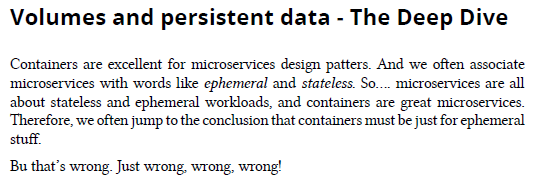 Volumes and persistent data - The Deep Dive
Containers are excellent for microservices design patters. And we often associate
microservices with words like ephemeral and stateless. So…. microservices are all
about stateless and ephemeral workloads, and containers are great microservices.
Therefore, we often jump to the conclusion that containers must be just for ephemeral
stuff.
Bu that’s wrong. Just wrong, wrong, wrong!